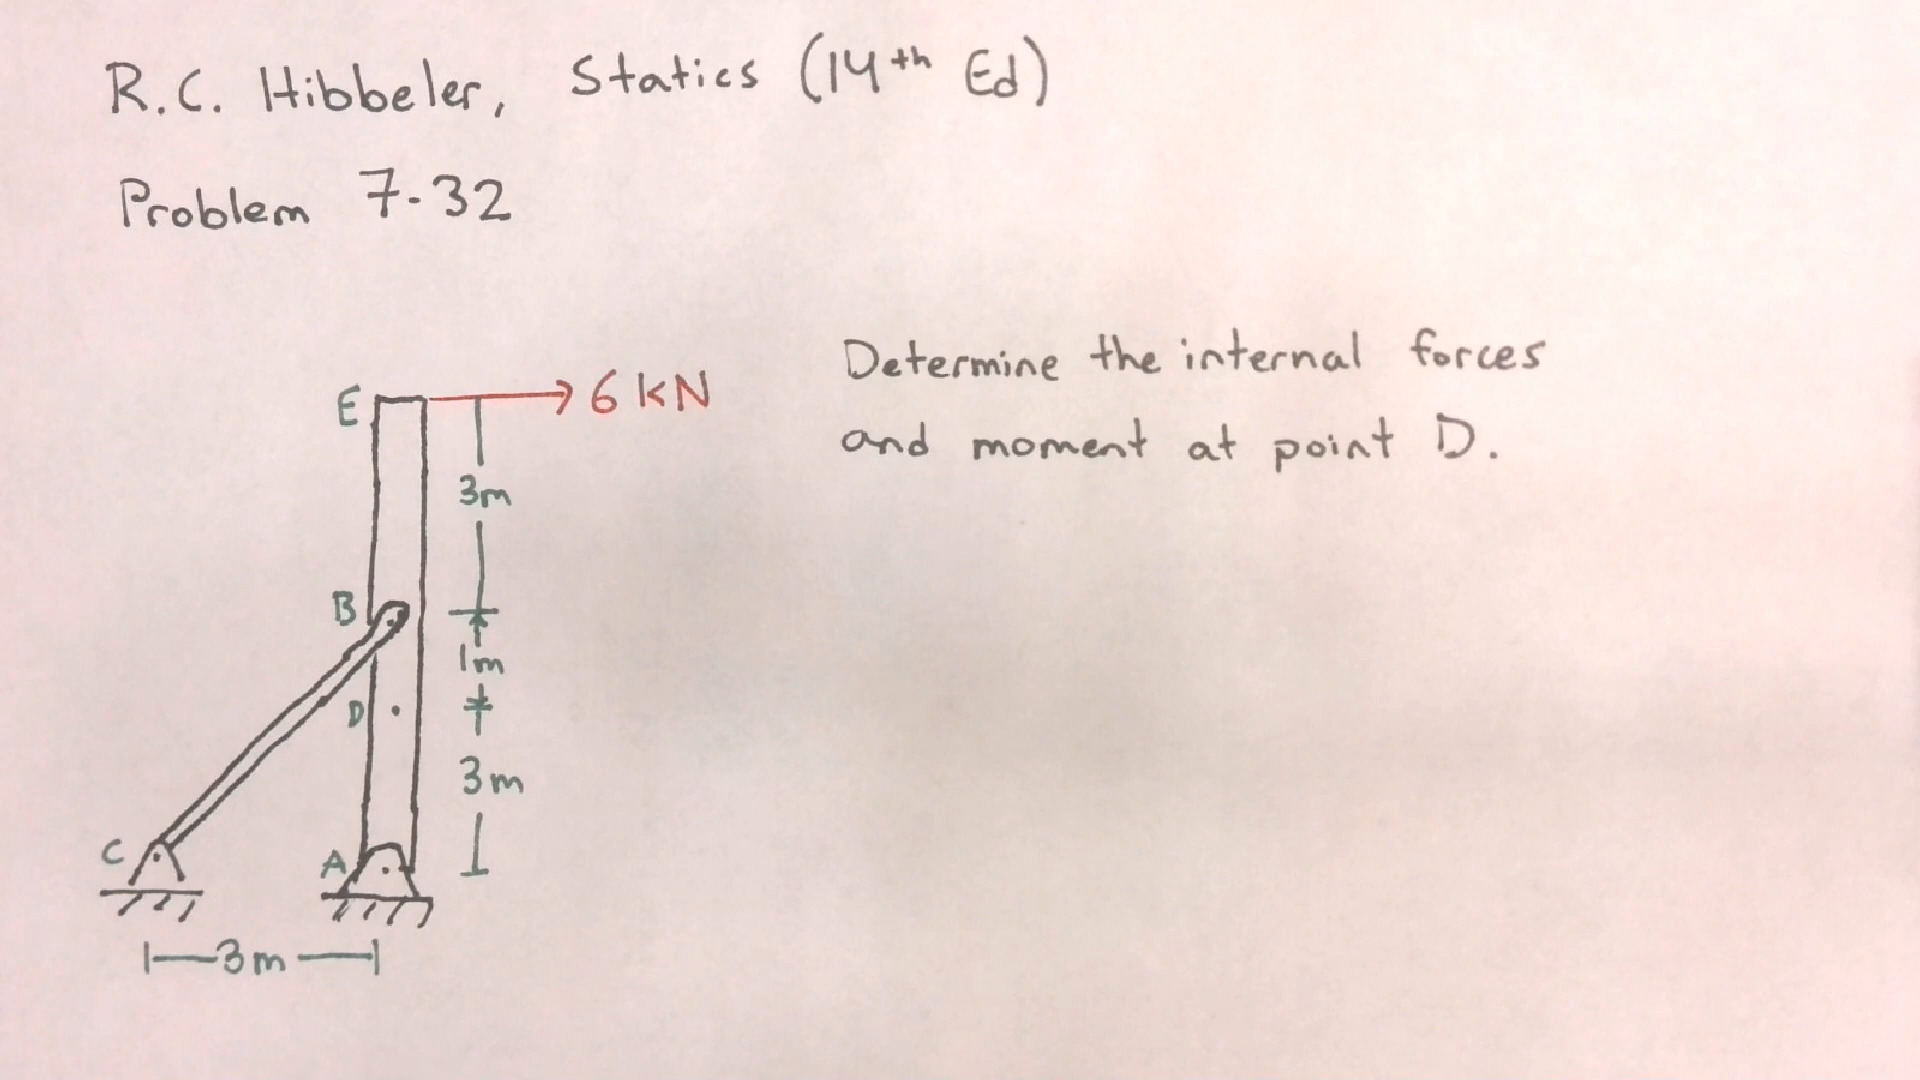 R.C. Hibbeler, Statics (14th Ed)
Problem 7-32
Determine the internal forces
and moment at point D.
E
6 kN
3m
B
1m
D
3m
C
A
3m